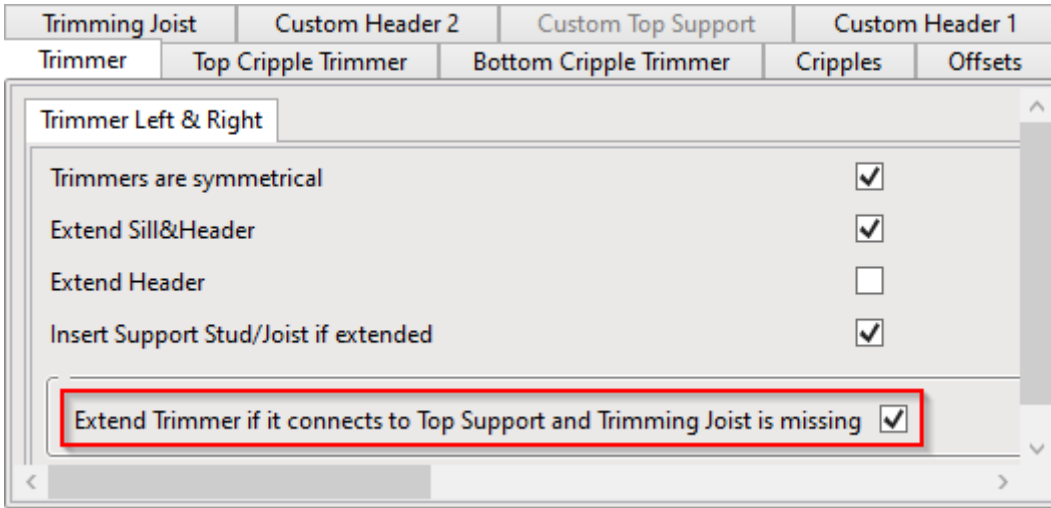 Trimming Joist Custom Header 2 Custom Top Support Custom Header 1
Trimmer Top Cripple Trimmer Bottom Cripple Trimmer Cripples Offsets
Trimmer Left & Right
Trimmers are symmetrical
Extend Sill&Header
Extend Header
Insert Support Stud/Joist if extended
Extend Trimmer if it connects to Top Support and Trimming Joist is missing